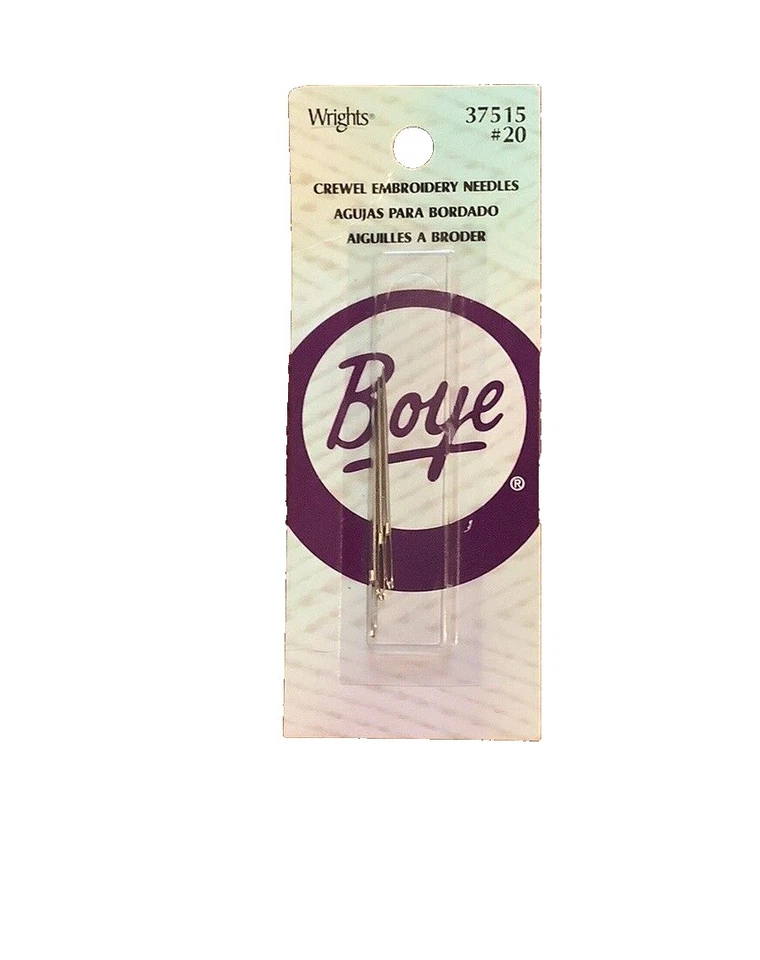 Wrights®
37515
#20
CREWEL EMBROIDERY NEEDLES
AGUJAS PARA BORDADO
AIGUILLES A BRODER
Boye
®